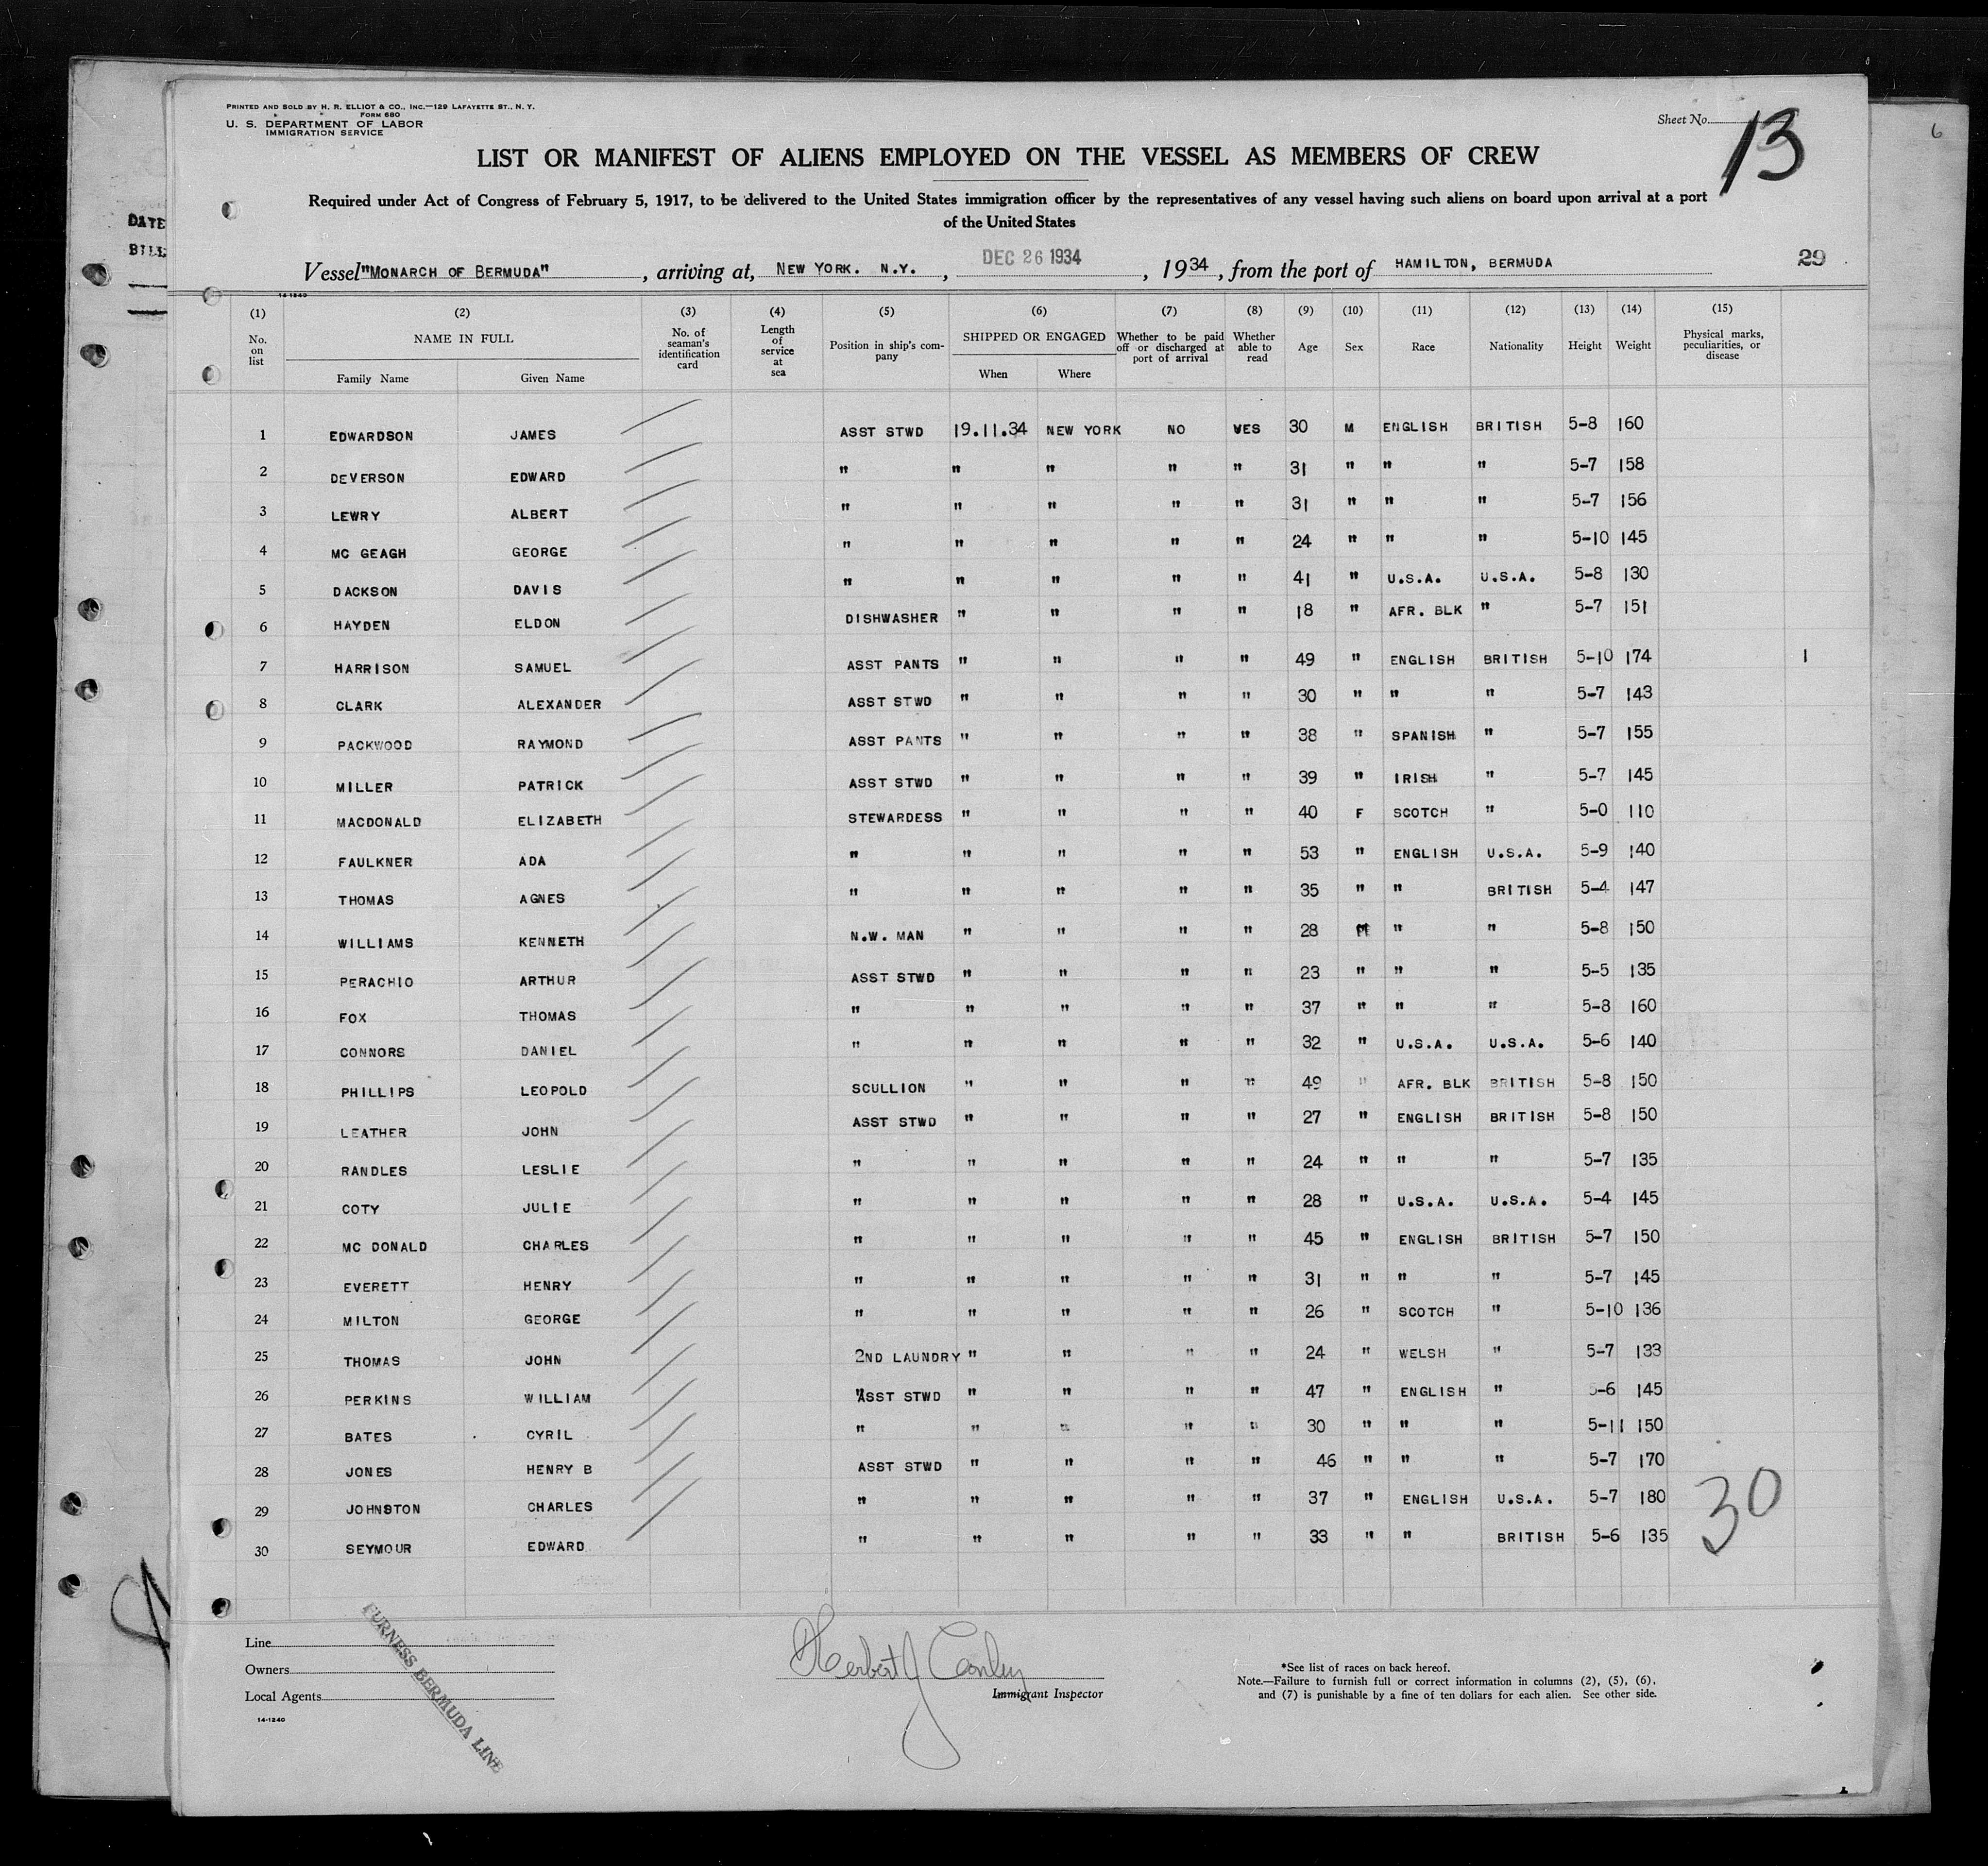 PRINTED AND SOLD BY H. R. ELLIOT & CO., INC.—129 LAFAYETTE ST., N. Y.
FORM 680
U. S. DEPARTMENT OF LABOR
IMMIGRATION SERVICE
Sheet No. 13
6
LIST OR MANIFEST OF ALIENS EMPLOYED ON THE VESSEL AS MEMBERS OF CREW
Required under Act of Congress of February 5, 1917, to be delivered to the United States immigration officer by the representatives of any vessel having such aliens on board upon arrival at a port
of the United States
DATE
BILL
Vessel "MONARCH OF BERMUDA", arriving at, NEW YORK. N.Y., DEC 26 1934, 1934, from the port of HAMILTON, BERMUDA 29
14-1240
(1) (2) (3) (4) (5) (6) (7) (8) (9) (10) (11) (12) (13) (14) (15)
No. on list NAME IN FULL Family Name Given Name No. of seaman's identification card Length of service at sea Position in ship's company SHIPPED OR ENGAGED When Where Whether to be paid off or discharged at port of arrival Whether able to read Age Sex Race Nationality Height Weight Physical marks, peculiarities, or disease
1 EDWARDSON JAMES ASST STWD 19.11.34 NEW YORK NO YES 30 M ENGLISH BRITISH 5-8 160
2 DEVERSON EDWARD " " " " " 31 " " " 5-7 158
3 LEWRY ALBERT " " " " " 31 " " " 5-7 156
4 MC GEAGH GEORGE " " " " " 24 " " " 5-10 145
5 DACKSON DAVIS " " " " " 41 " U.S.A. U.S.A. 5-8 130
6 HAYDEN ELDON DISHWASHER " " " " 18 " AFR. BLK " 5-7 151
7 HARRISON SAMUEL ASST PANTS " " " " 49 " ENGLISH BRITISH 5-10 174 1
8 CLARK ALEXANDER ASST STWD " " " " 30 " " " 5-7 143
9 PACKWOOD RAYMOND ASST PANTS " " " " 38 " SPANISH " 5-7 155
10 MILLER PATRICK ASST STWD " " " " 39 " IRISH " 5-7 145
11 MACDONALD ELIZABETH STEWARDESS " " " " 40 F SCOTCH " 5-0 110
12 FAULKNER ADA " " " " " 53 " ENGLISH U.S.A. 5-9 140
13 THOMAS AGNES " " " " " 35 " " BRITISH 5-4 147
14 WILLIAMS KENNETH N.W. MAN " " " " 28 M " " 5-8 150
15 PERACHIO ARTHUR ASST STWD " " " " 23 " " " 5-5 135
16 FOX THOMAS " " " " " 37 " " " 5-8 160
17 CONNORS DANIEL " " " " " 32 " U.S.A. U.S.A. 5-6 140
18 PHILLIPS LEOPOLD SCULLION " " " " 49 " AFR. BLK BRITISH 5-8 150
19 LEATHER JOHN ASST STWD " " " " 27 " ENGLISH BRITISH 5-8 150
20 RANDLES LESLIE " " " " " 24 " " " 5-7 135
21 COTY JULIE " " " " " 28 " U.S.A. U.S.A. 5-4 145
22 MC DONALD CHARLES " " " " " 45 " ENGLISH BRITISH 5-7 150
23 EVERETT HENRY " " " " " 31 " " " 5-7 145
24 MILTON GEORGE " " " " " 26 " SCOTCH " 5-10 136
25 THOMAS JOHN 2ND LAUNDRY " " " " 24 " WELSH " 5-7 133
26 PERKINS WILLIAM "ASST STWD " " " " 47 " ENGLISH " 5-6 145
27 BATES CYRIL " " " " " 30 " " " 5-11 150
28 JONES HENRY B ASST STWD " " " " 46 " " " 5-7 170
29 JOHNSTON CHARLES " " " " " 37 " ENGLISH U.S.A. 5-7 180
30 SEYMOUR EDWARD " " " " " 33 " " BRITISH 5-6 135
30
Line
Owners
Local Agents
14-1240
FURNESS BERMUDA LINE
Herbert J Conley
Immigrant Inspector
*See list of races on back hereof.
Note.—Failure to furnish full or correct information in columns (2), (5), (6),
and (7) is punishable by a fine of ten dollars for each alien. See other side.